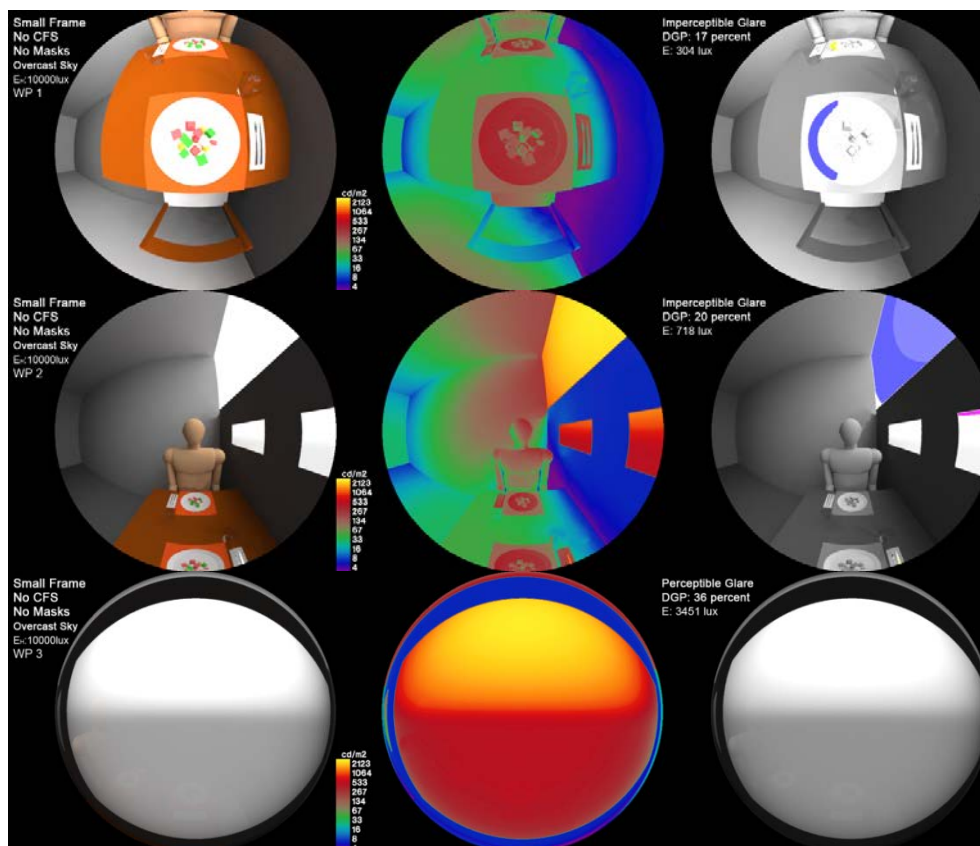 Small Frame
No CFS
No Masks
Overcast Sky
EH:10000lux
WP 1
cd/m2
2123
1064
533
267
134
67
33
16
8
4
Imperceptible Glare
DGP: 17 percent
E: 304 lux
Small Frame
No CFS
No Masks
Overcast Sky
EH:10000lux
WP 2
cd/m2
2123
1064
533
267
134
67
33
16
8
4
Imperceptible Glare
DGP: 20 percent
E: 718 lux
Small Frame
No CFS
No Masks
Overcast Sky
EH:10000lux
WP 3
cd/m2
2123
1064
533
267
134
67
33
16
8
Perceptible Glare
DGP: 36 percent
E: 3451 lux